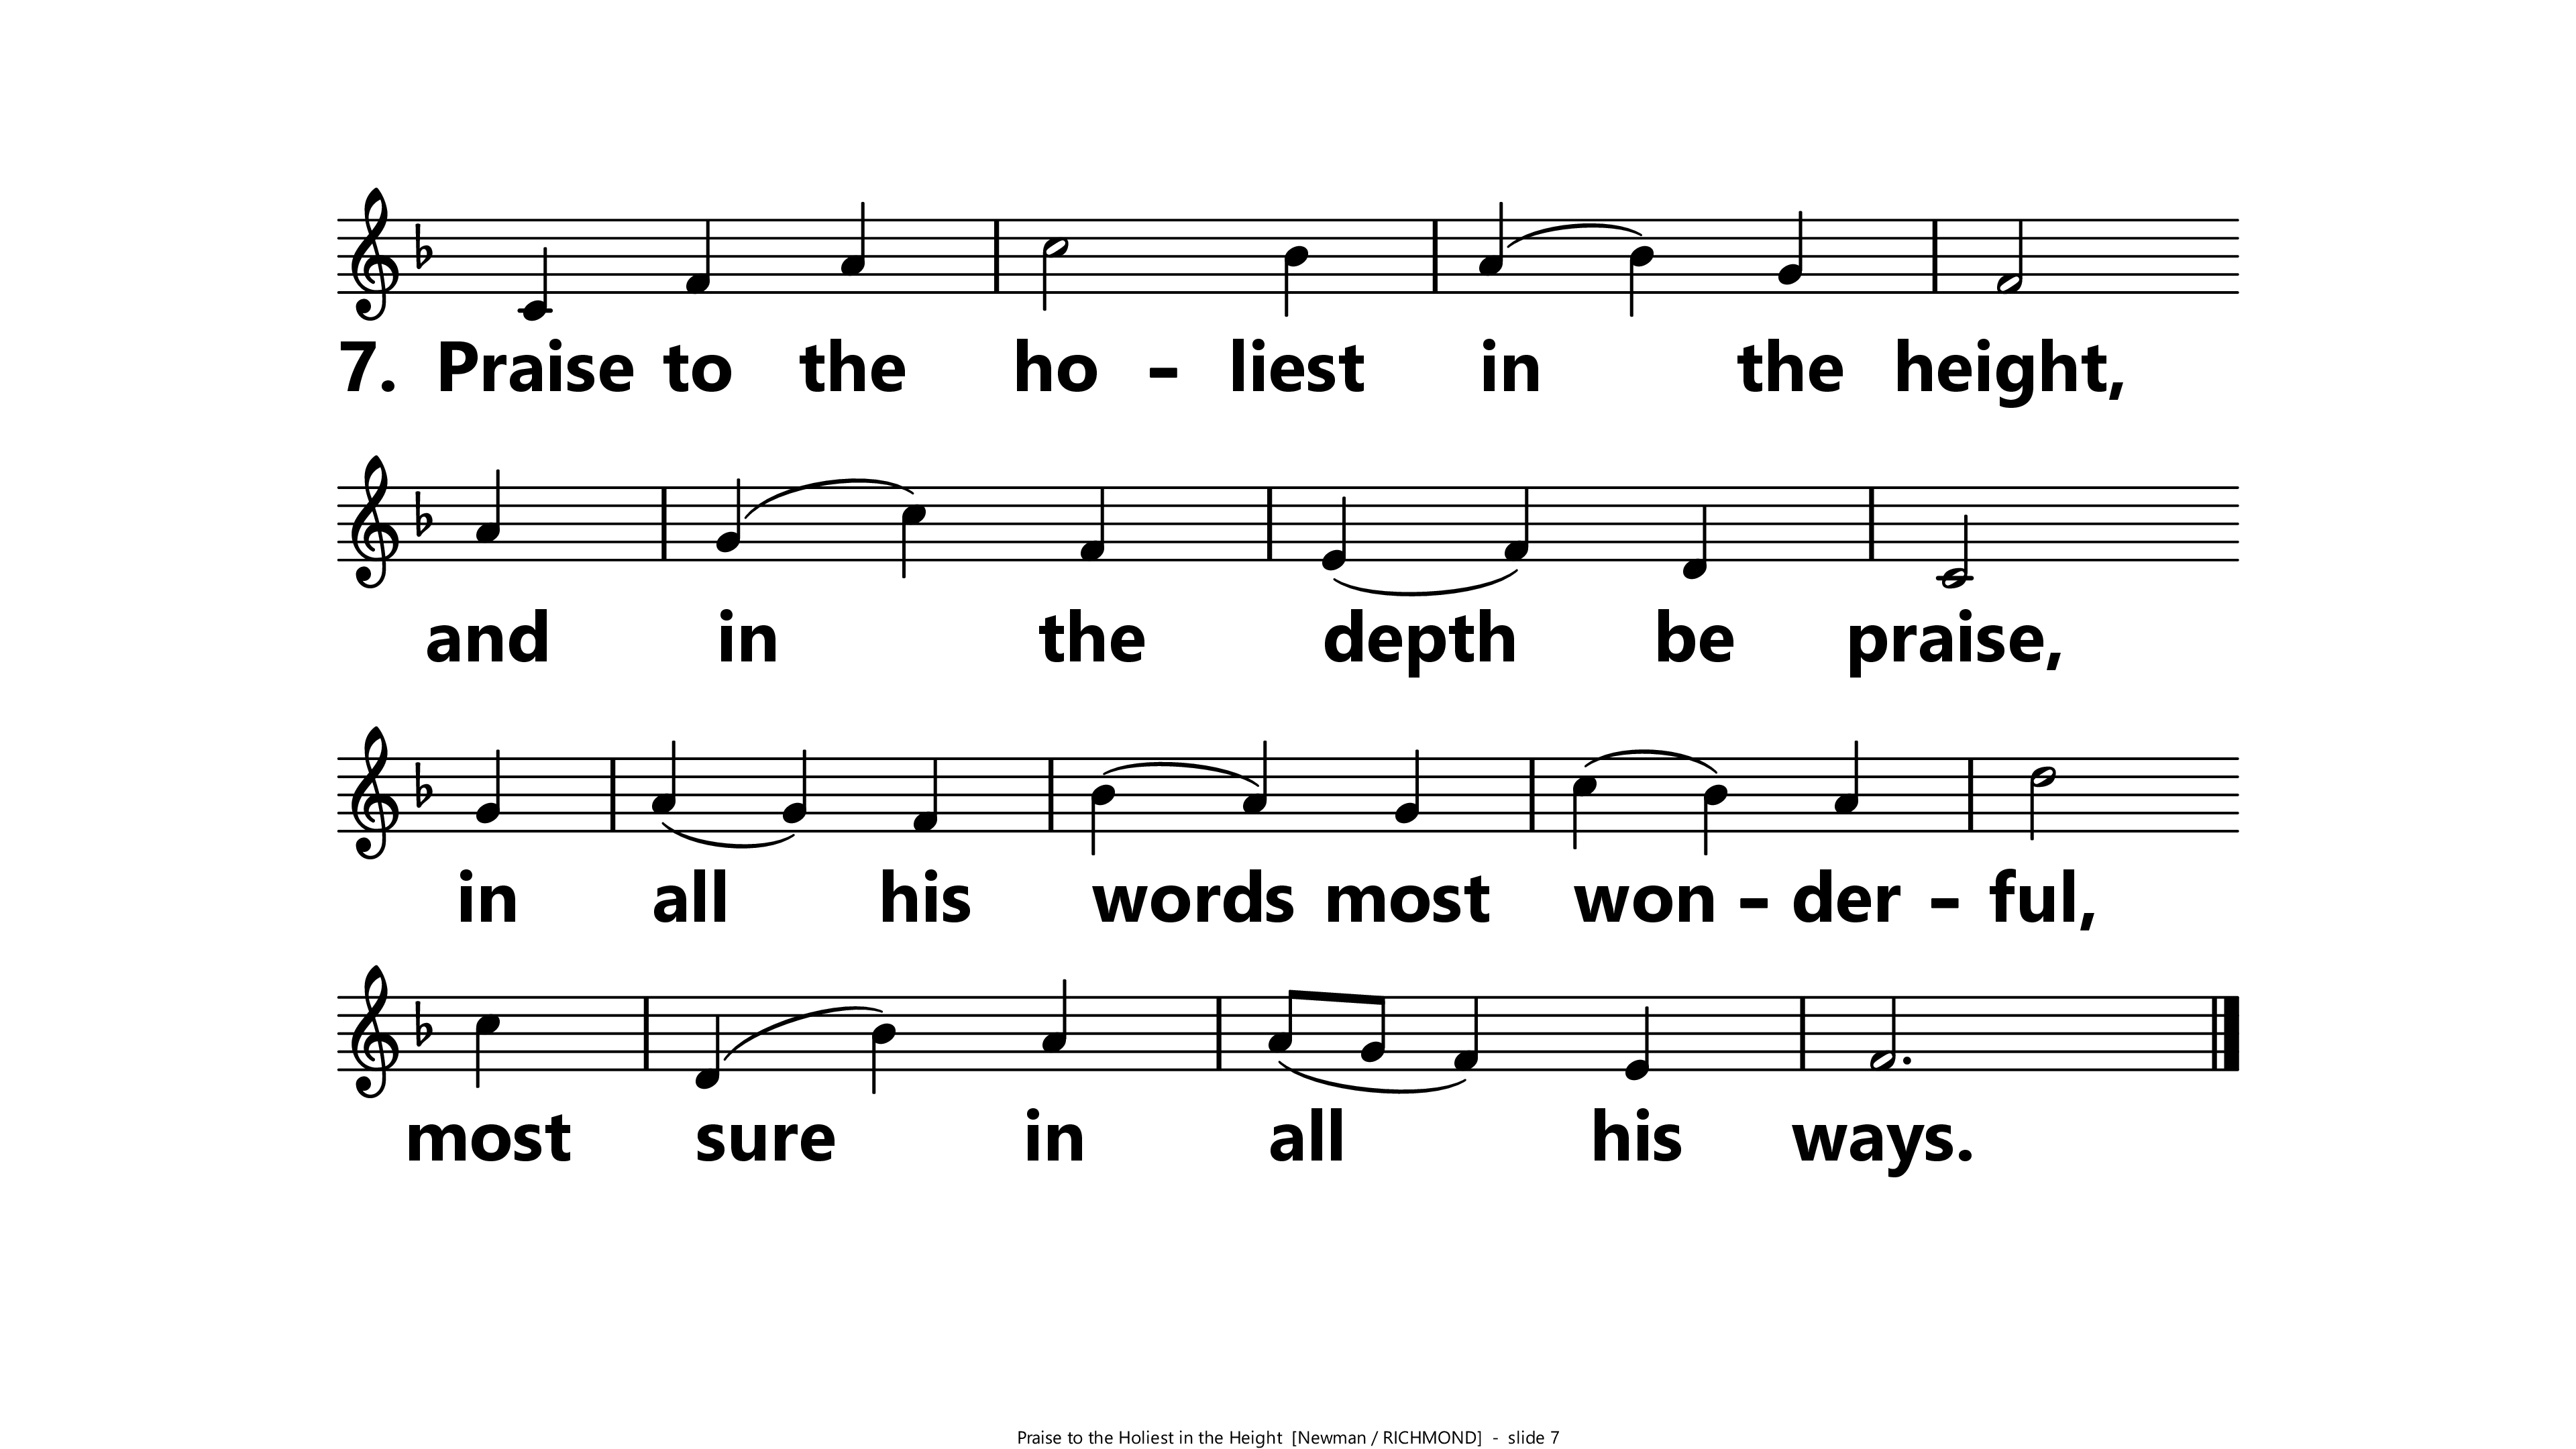 7. Praise to the ho - liest in the height,
and in the depth be praise,
in all his words most won - der - ful,
most sure in all his ways.
Praise to the Holiest in the Height [Newman / RICHMOND] - slide 7